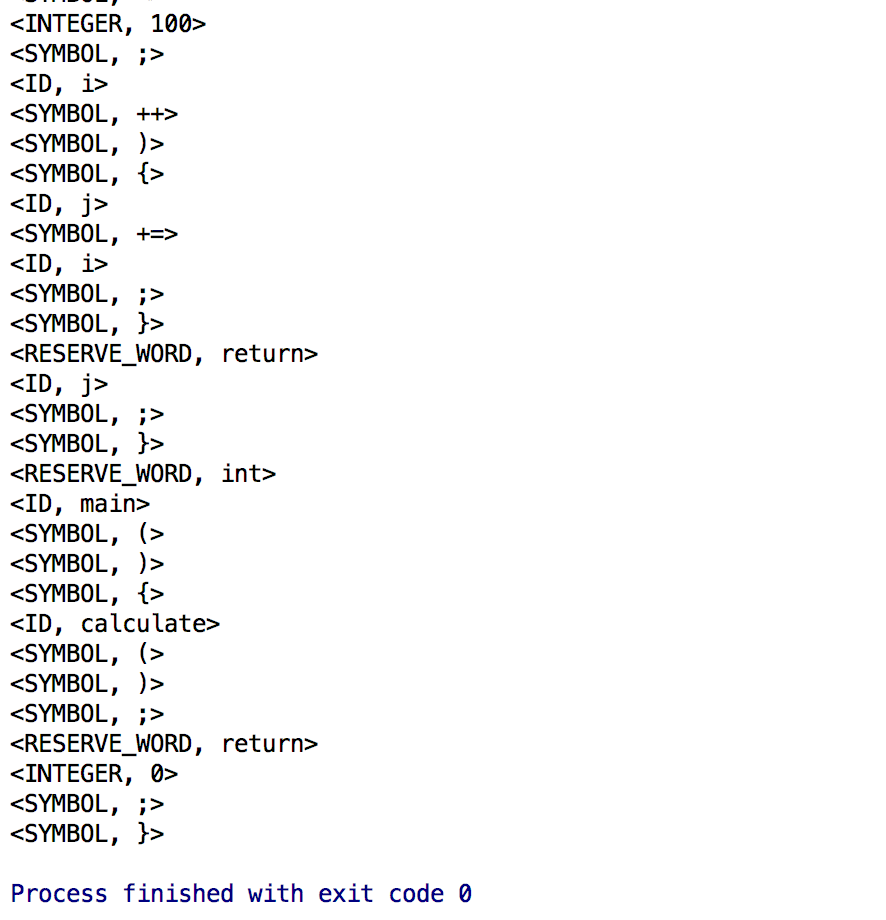 <INTEGER, 100>
<SYMBOL, ;>
<ID, i>
<SYMBOL, ++>
<SYMBOL, )>
<SYMBOL, {>
<ID, j>
<SYMBOL, +=>
<ID, i>
<SYMBOL, ;>
<SYMBOL, }>
<RESERVE_WORD, return>
<ID, j>
<SYMBOL, ;>
<SYMBOL, }>
<RESERVE_WORD, int>
<ID, main>
<SYMBOL, (>
<SYMBOL, )>
<SYMBOL, {>
<ID, calculate>
<SYMBOL, (>
<SYMBOL, )>
<SYMBOL, ;>
<RESERVE_WORD, return>
<INTEGER, 0>
<SYMBOL, ;>
<SYMBOL, }>
Process finished with exit code 0